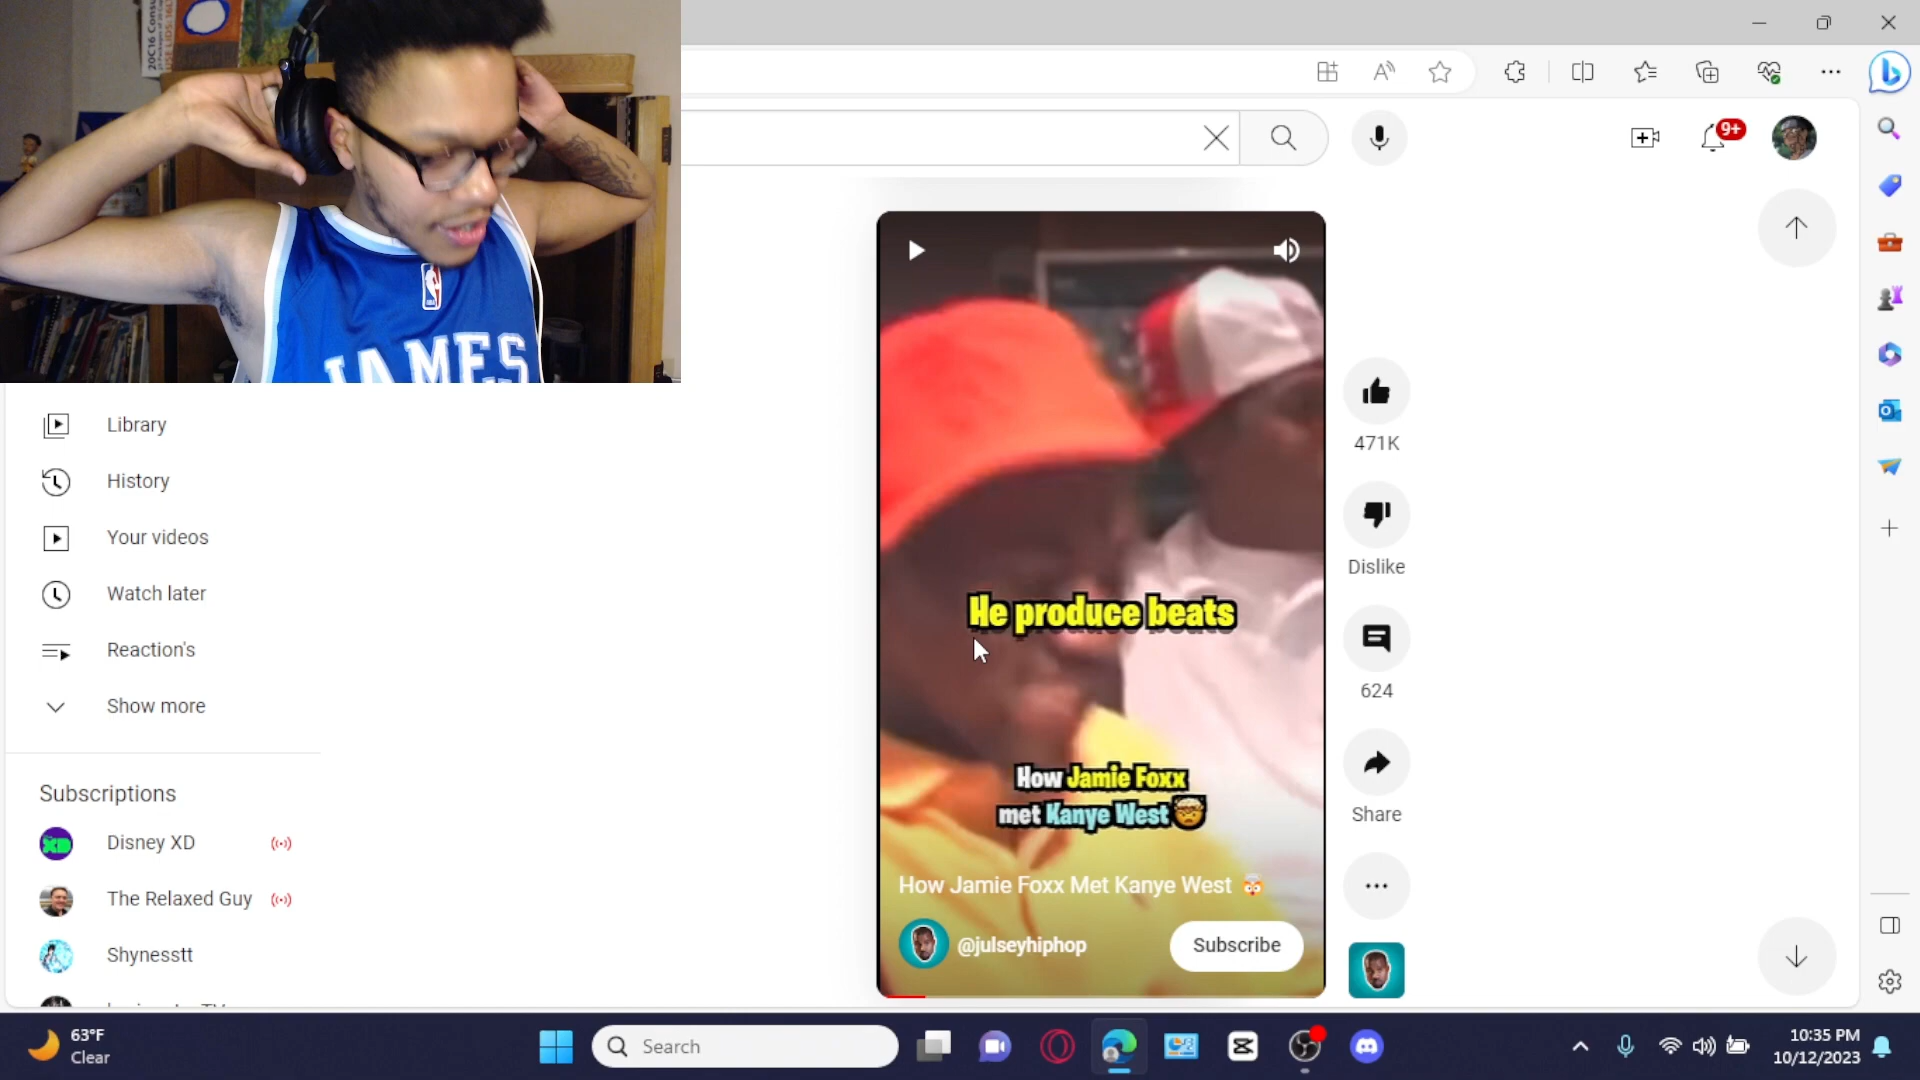 20C16 Consu
JAMES
9+
Library
History
Your videos
Watch later
Reaction's
Show more
Subscriptions
Disney XD
The Relaxed Guy
Shynesstt
He produce beats
How Jamie Foxx
met Kanye West
How Jamie Foxx Met Kanye West
@julseyhiphop
Subscribe
471K
Dislike
624
Share
63°F
Clear
Search
10:35 PM
10/12/2023